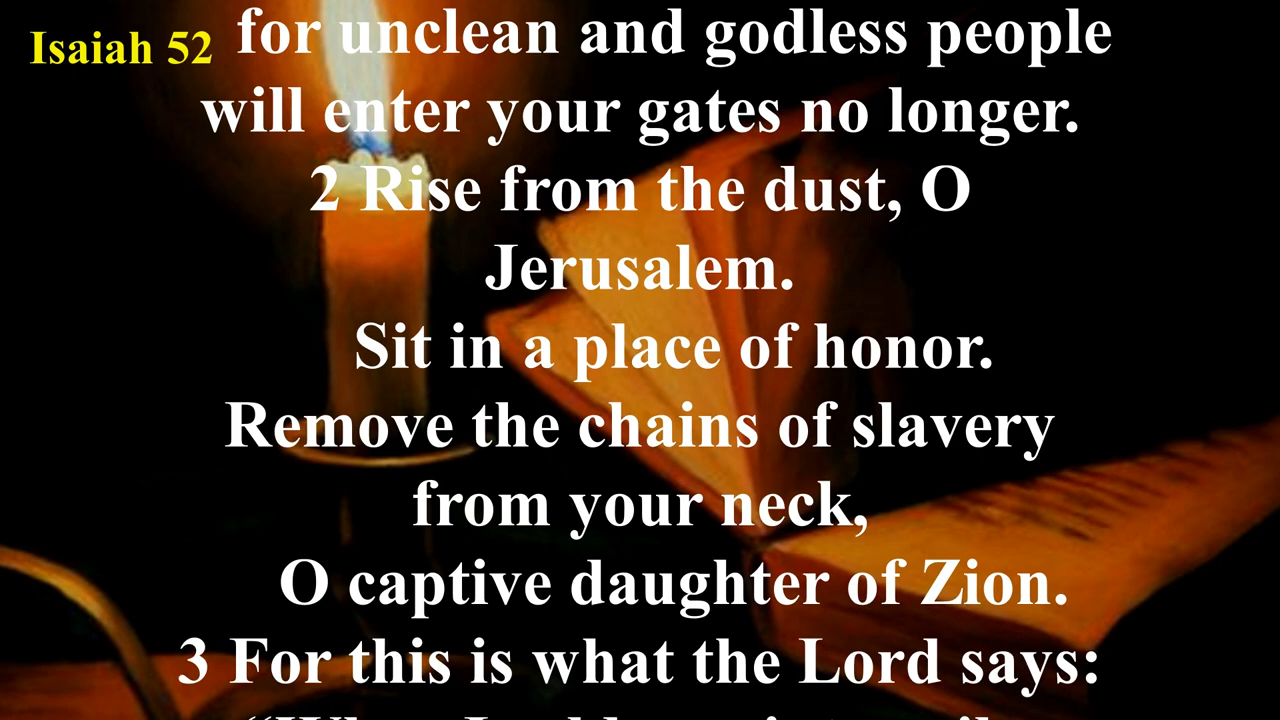 Isaiah 52
for unclean and godless people
will enter your gates no longer.
2 Rise from the dust, O
Jerusalem.
Sit in a place of honor.
Remove the chains of slavery
from your neck,
O captive daughter of Zion.
3 For this is what the Lord says: